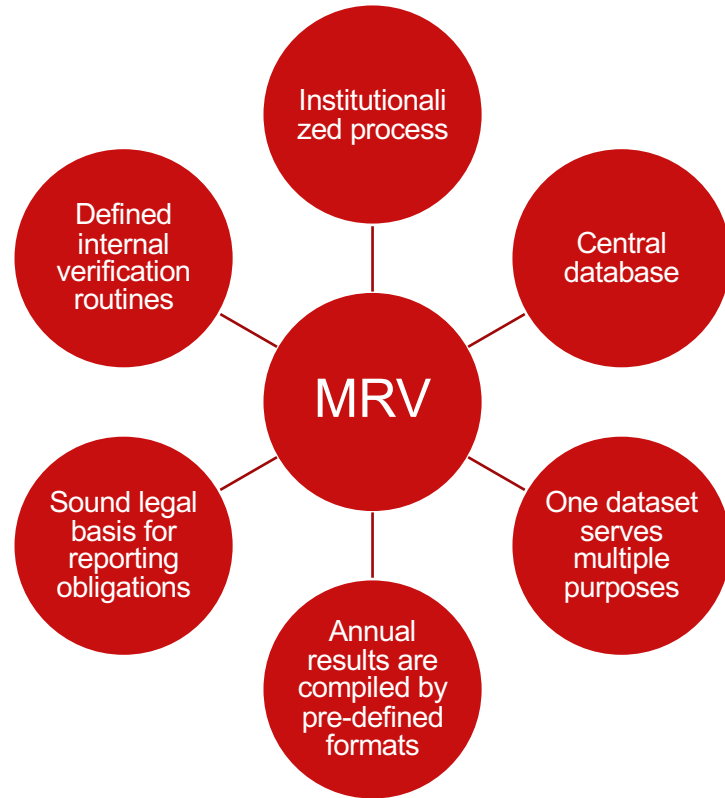 Institutionali
zed process
Central
database
One dataset
serves
multiple
purposes
Annual
results are
compiled by
pre-defined
formats
Sound legal
basis for
reporting
obligations
Defined
internal
verification
routines
MRV